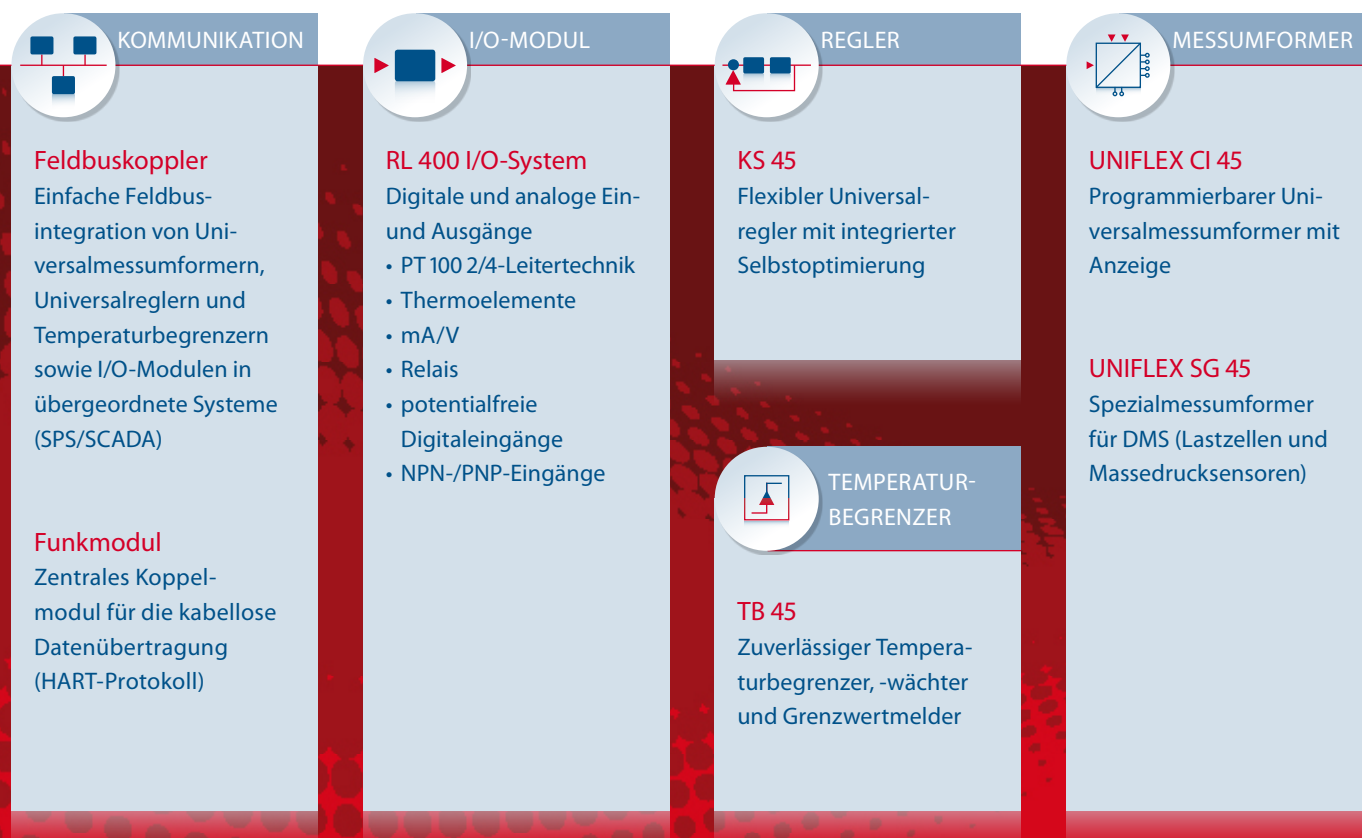 KOMMUNIKATION
Feldbuskoppler
Einfache Feldbus-
integration von Uni-
versalmessumformern,
Universalreglern und
Temperaturbegrenzern
sowie I/O-Modulen in
übergeordnete Systeme
(SPS/SCADA)
Funkmodul
Zentrales Koppel-
modul für die kabellose
Datenübertragung
(HART-Protokoll)
I/O-MODUL
RL 400 I/O-System
Digitale und analoge Ein-
und Ausgänge
• PT 100 2/4-Leitertechnik
• Thermoelemente
• mA/V
• Relais
• potentialfreie
Digitaleingänge
• NPN-/PNP-Eingänge
REGLER
KS 45
Flexibler Universal-
regler mit integrierter
Selbstoptimierung
TEMPERATUR-
BEGRENZER
TB 45
Zuverlässiger Tempera-
turbegrenzer, -wächter
und Grenzwertmelder
MESSUMFORMER
UNIFLEX CI 45
Programmierbarer Uni-
versalmessumformer mit
Anzeige
UNIFLEX SG 45
Spezialmessumformer
für DMS (Lastzellen und
Massedrucksensoren)